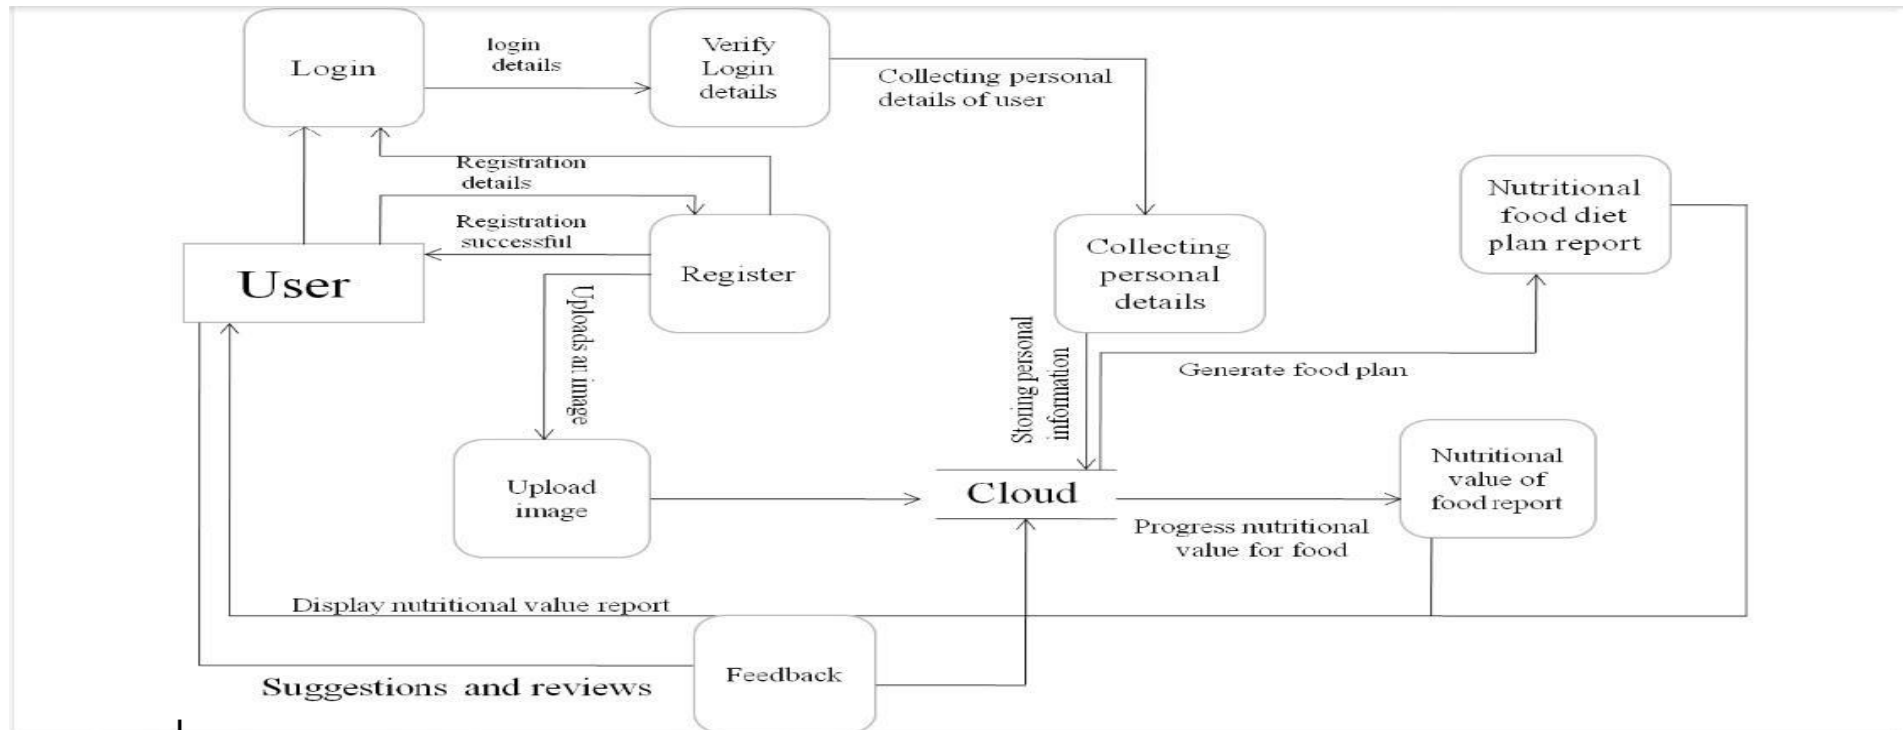 Login
login
details
Verify
Login
details
Collecting personal
details of user
Registration
details
Registration
successful
User
Register
Uploads an image
Collecting
personal
details
Nutritional
food diet
plan report
Storing personal
information
Generate food plan
Upload
image
Cloud
Nutritional
value of
food report
Progress nutritional
value for food
Display nutritional value report
Feedback
Suggestions and reviews